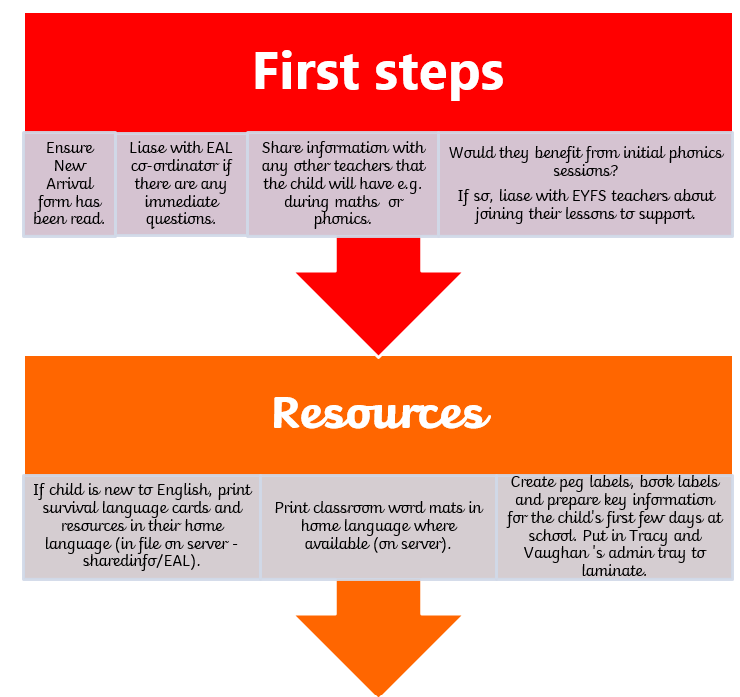 First steps
Ensure
New
Arrival
form has
been read.
Liase with EAL
co-ordinator if
there are any
immediate
questions.
Share information with
any other teachers that
the child will have e.g.
during maths or
phonics.
Would they benefit from initial phonics
sessions?
If so, liase with EYFS teachers about
joining their lessons to support.
Resources
If child is new to English, print
survival language cards and
resources in their home
language (in file on server -
sharedinfo/EAL).
Print classroom word mats in
home language where
available (on server).
Create peg labels, book labels
and prepare key information
for the child's first few days at
school. Put in Tracy and
Vaughan 's admin tray to
laminate.